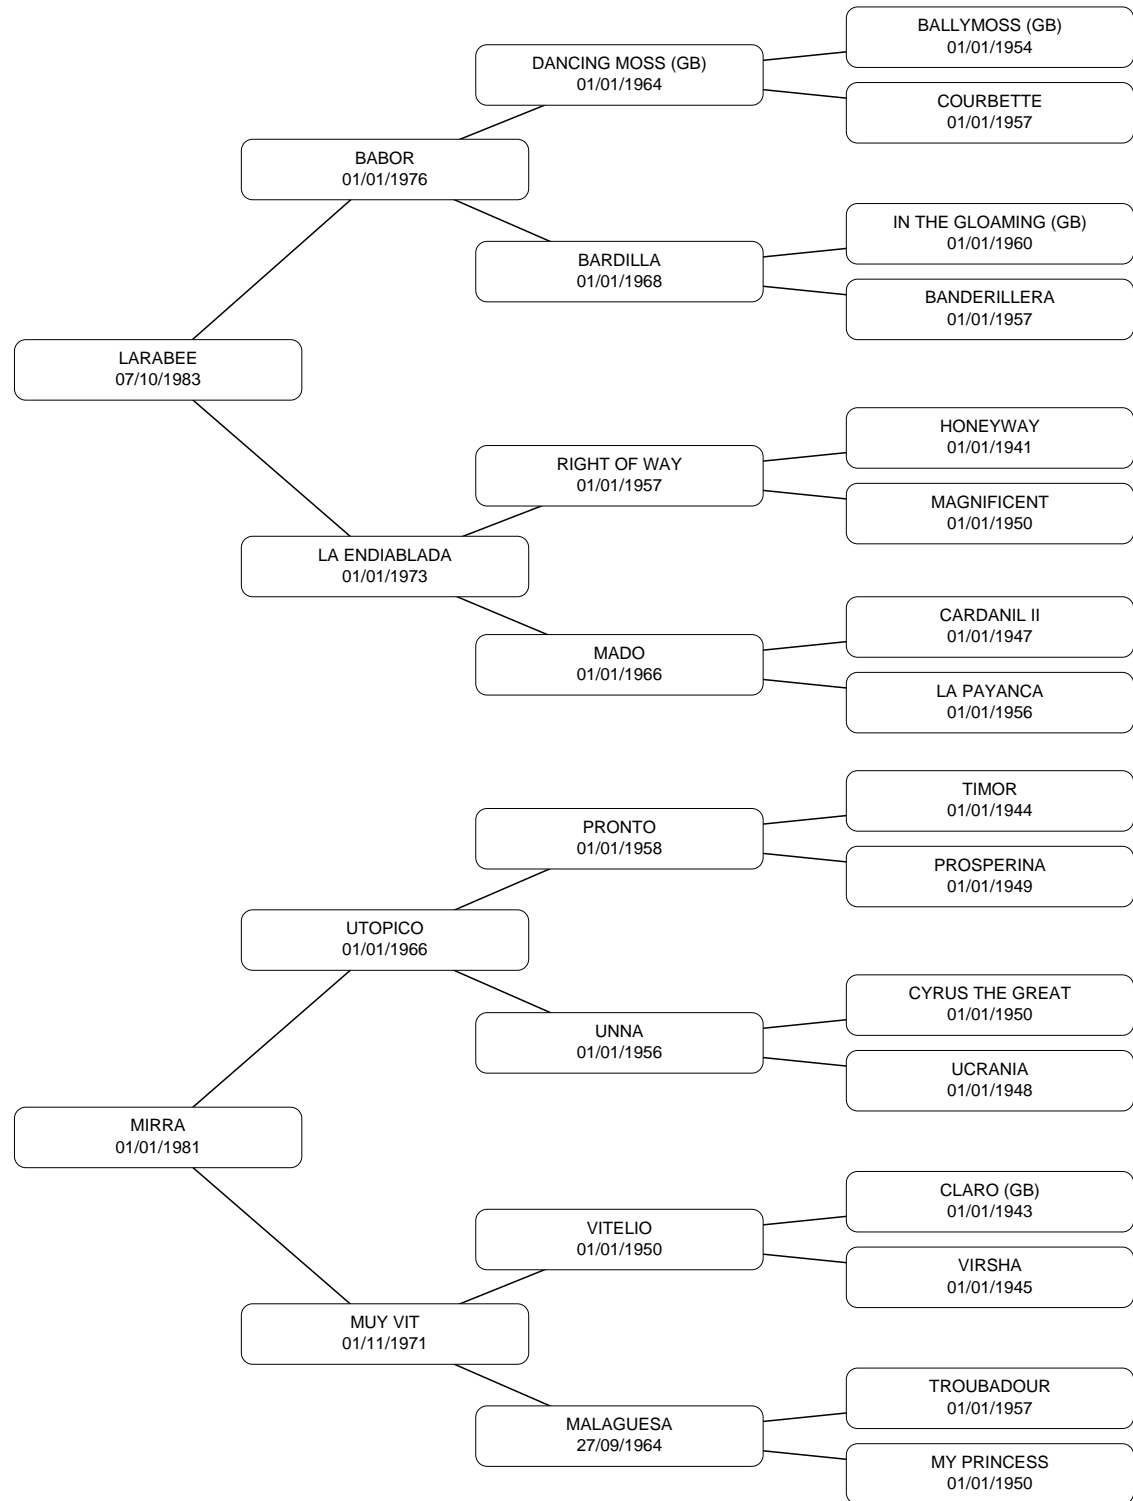 BALLYMOSS (GB)
01/01/1954
DANCING MOSS (GB)
01/01/1964
COURBETTE
01/01/1957
BABOR
01/01/1976
IN THE GLOAMING (GB)
01/01/1960
BARDILLA
01/01/1968
BANDERILLERA
01/01/1957
LARABEE
07/10/1983
HONEYWAY
01/01/1941
RIGHT OF WAY
01/01/1957
MAGNIFICENT
01/01/1950
LA ENDIABLADA
01/01/1973
CARDANIL II
01/01/1947
MADO
01/01/1966
LA PAYANCA
01/01/1956
TIMOR
01/01/1944
PRONTO
01/01/1958
PROSPERINA
01/01/1949
UTOPICO
01/01/1966
CYRUS THE GREAT
01/01/1950
UNNA
01/01/1956
UCRANIA
01/01/1948
MIRRA
01/01/1981
CLARO (GB)
01/01/1943
VITELIO
01/01/1950
VIRSHA
01/01/1945
MUY VIT
01/11/1971
TROUBADOUR
01/01/1957
MALAGUESA
27/09/1964
MY PRINCESS
01/01/1950